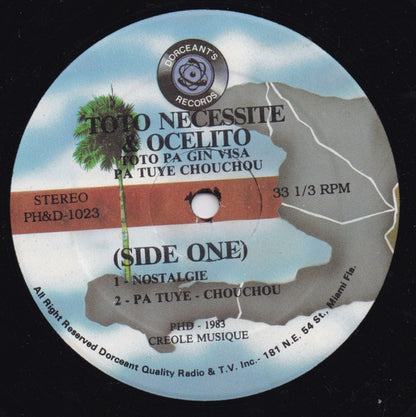 DORCEANT'S
RECORDS
TOTO NECESSITE
& OCELITO
TOTO PA GIN VISA
PA TUYE CHOUCHOU
STEREO
PH&D-1023
33 1/3 RPM
(SIDE ONE)
1 - NOSTALGIE
2 - PA TUYE - CHOUCHOU
PHD - 1983
CREOLE MUSIQUE
All Right Reserved Dorceant Quality Radio & T.V. Inc.- 181 N.E. 54 St., Miami Fla.